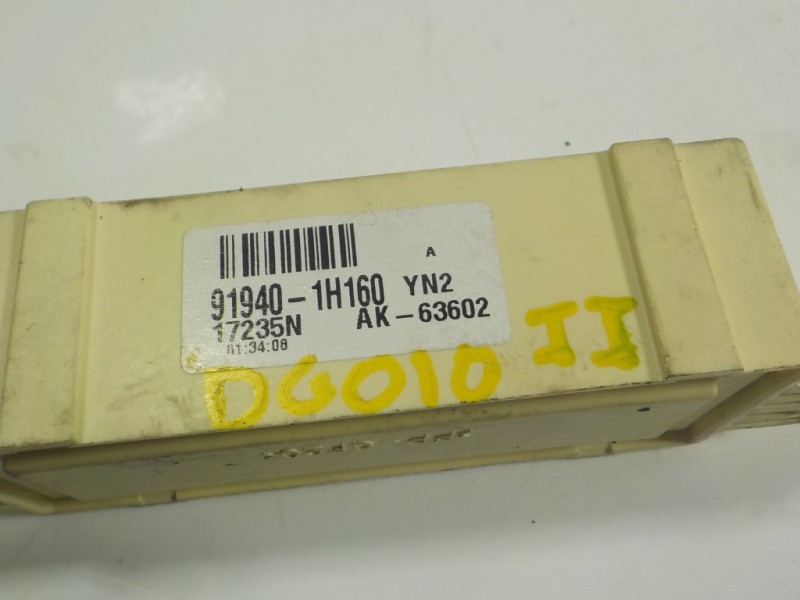 A
91940-1H160 YN2
17235N AK-63602
01:34:08
DG010 II